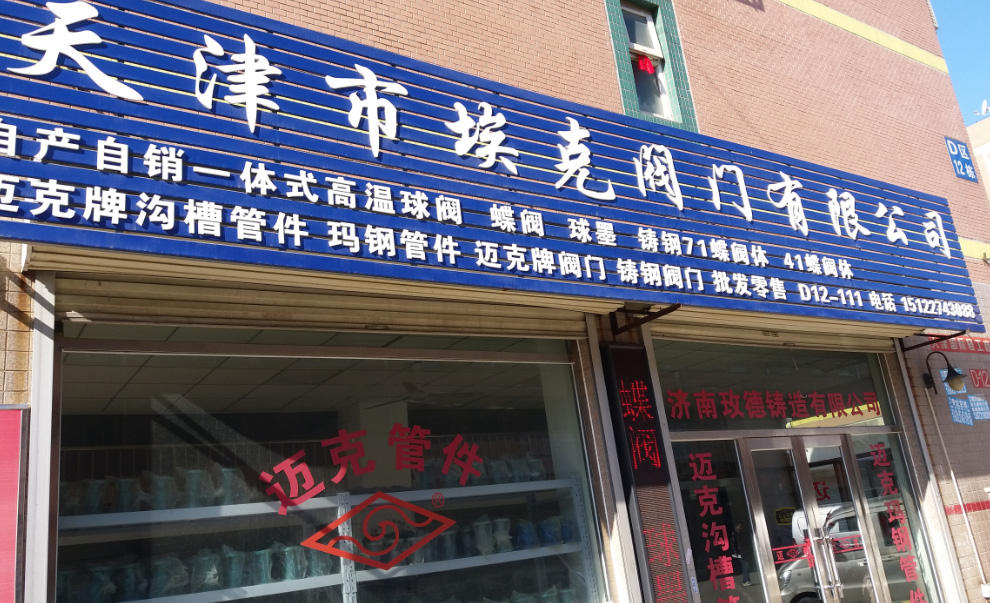 天津市埃克阀门有限公司
自产自销一体式高温球阀 蝶阀 球墨 铸钢71蝶阀体 41蝶阀体
迈克牌沟槽管件 玛钢管件 迈克牌阀门 铸钢阀门 批发零售 D12-111 电话 15122743088
D区
12栋
迈克管件
®
蝶阀
济南玫德铸造有限公司
迈克沟槽管
迈克玛钢管件